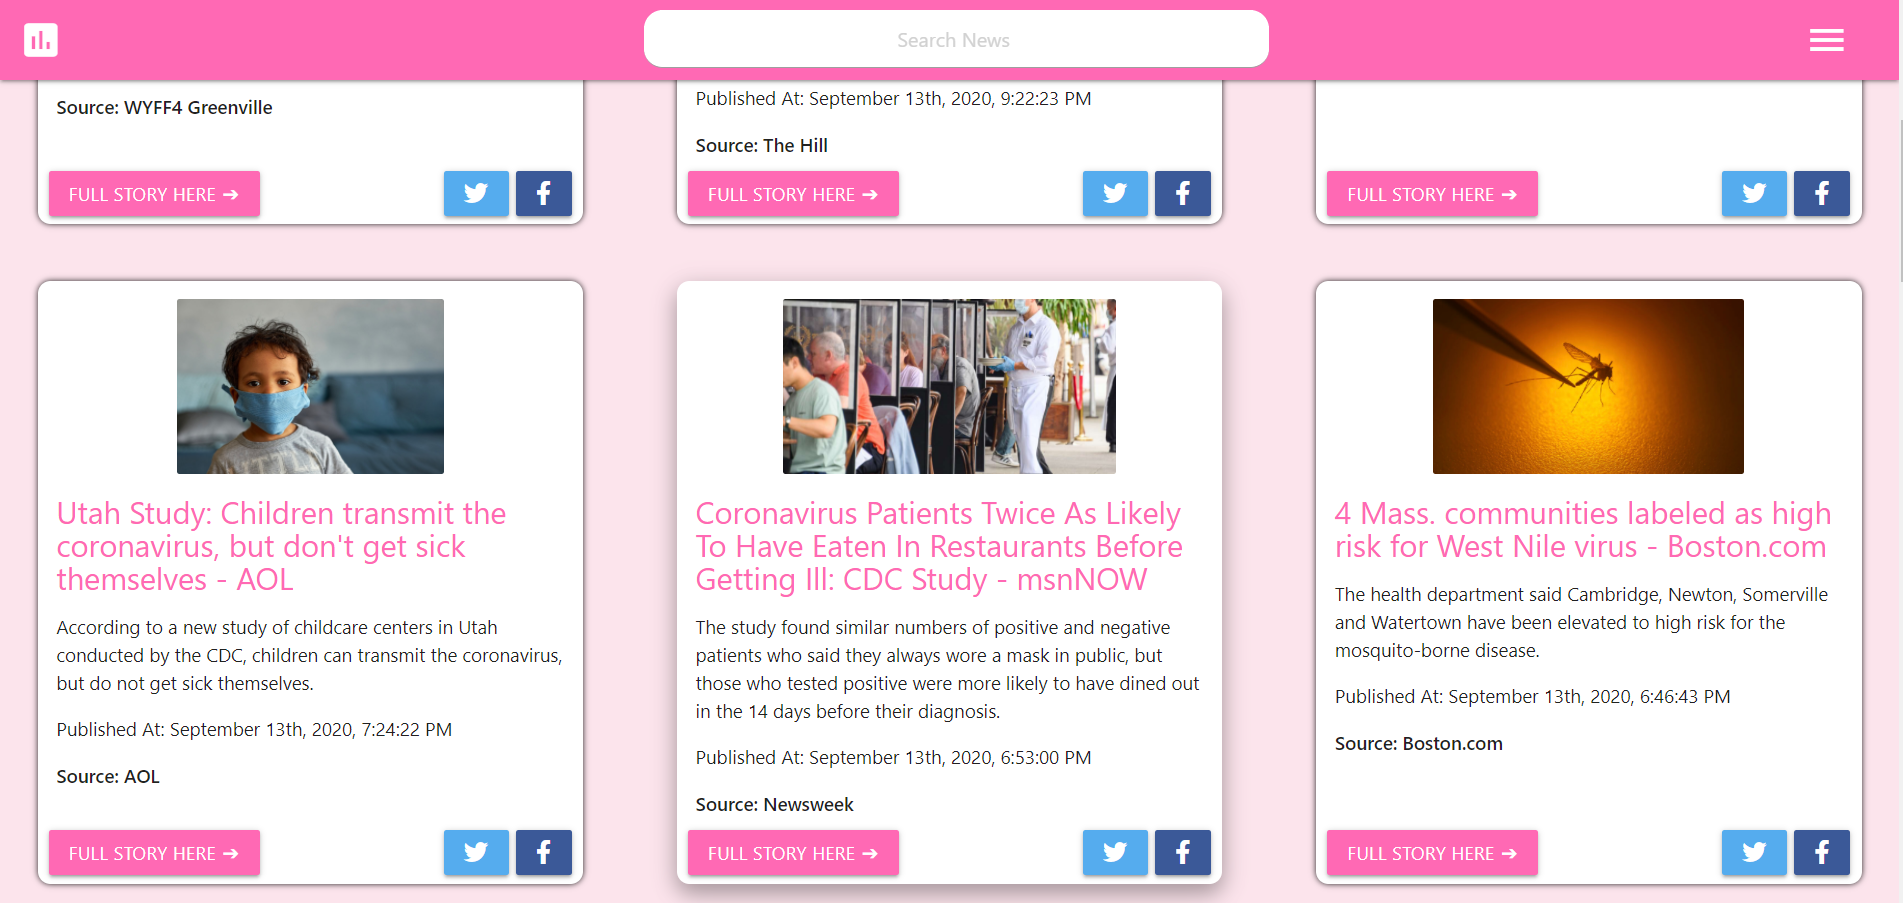 Search News
Source: WYFF4 Greenville
FULL STORY HERE ➔
Published At: September 13th, 2020, 9:22:23 PM
Source: The Hill
FULL STORY HERE ➔
FULL STORY HERE ➔
Utah Study: Children transmit the
coronavirus, but don't get sick
themselves - AOL
According to a new study of childcare centers in Utah
conducted by the CDC, children can transmit the coronavirus,
but do not get sick themselves.
Published At: September 13th, 2020, 7:24:22 PM
Source: AOL
FULL STORY HERE ➔
Coronavirus Patients Twice As Likely
To Have Eaten In Restaurants Before
Getting Ill: CDC Study - msnNOW
The study found similar numbers of positive and negative
patients who said they always wore a mask in public, but
those who tested positive were more likely to have dined out
in the 14 days before their diagnosis.
Published At: September 13th, 2020, 6:53:00 PM
Source: Newsweek
FULL STORY HERE ➔
4 Mass. communities labeled as high
risk for West Nile virus - Boston.com
The health department said Cambridge, Newton, Somerville
and Watertown have been elevated to high risk for the
mosquito-borne disease.
Published At: September 13th, 2020, 6:46:43 PM
Source: Boston.com
FULL STORY HERE ➔